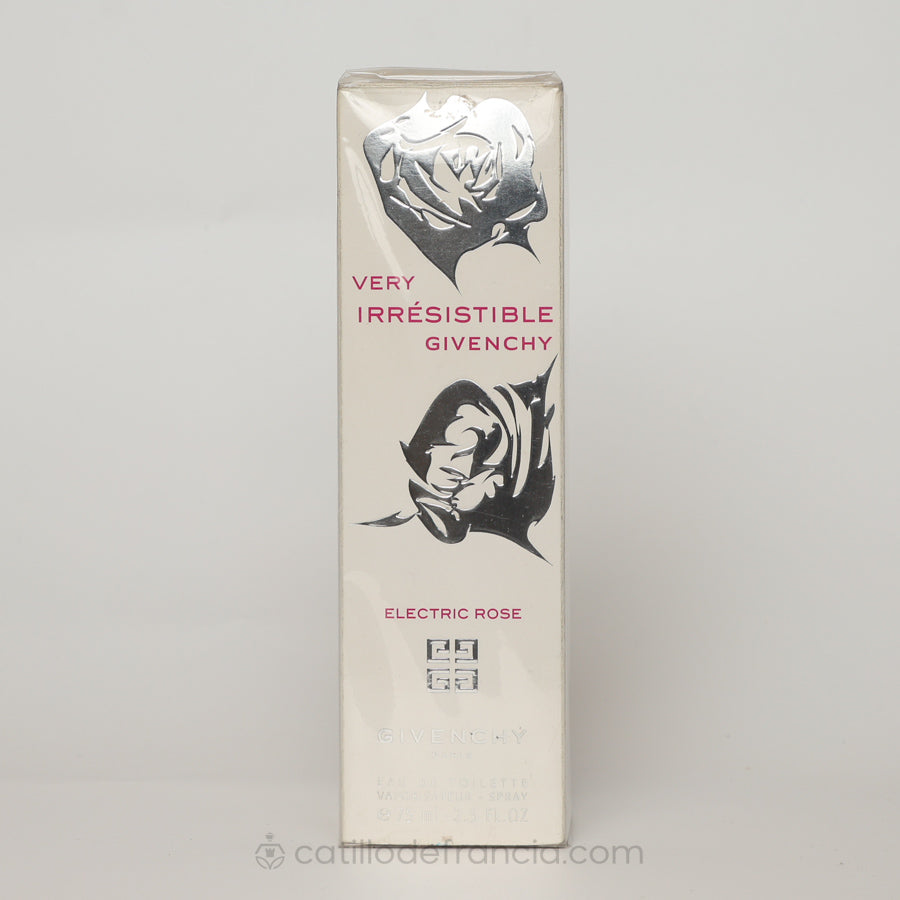 VERY
IRRÉSISTIBLE
GIVENCHY
ELECTRIC ROSE
GIVENCHY
PARIS
EAU DE TOILETTE
VAPORISATEUR - SPRAY
℮ 75 ml - 2.5 FL.OZ
catillodefrancia.com